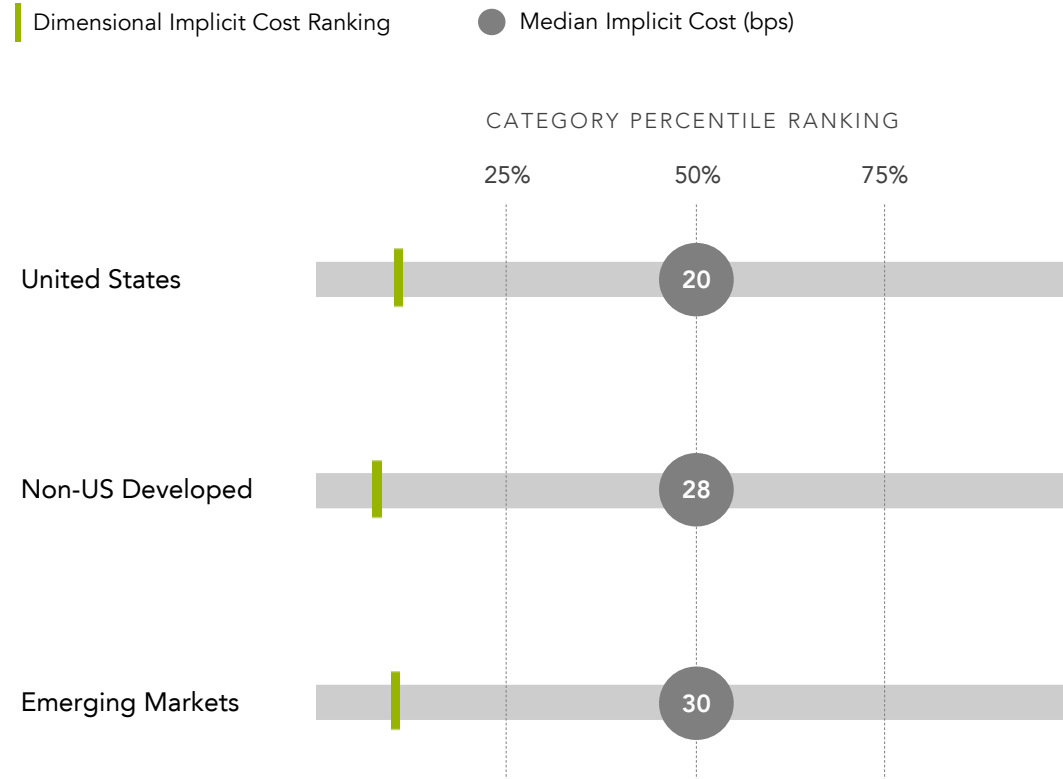 Dimensional Implicit Cost Ranking
Median Implicit Cost (bps)
CATEGORY PERCENTILE RANKING
25% 50% 75%
United States 20
Non-US Developed 28
Emerging Markets 30